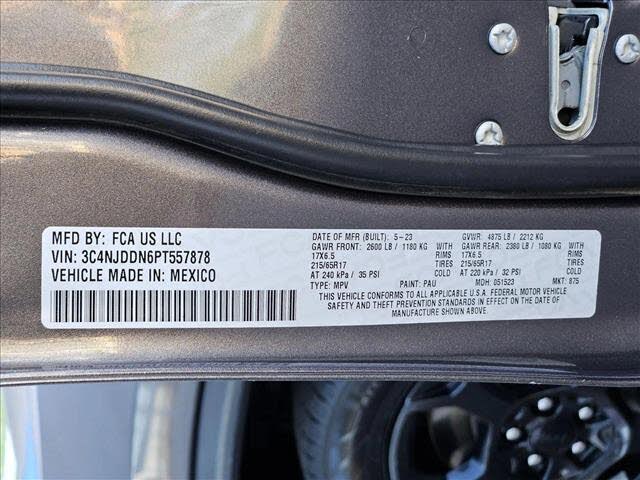 MFD BY: FCA US LLC
VIN: 3C4NJDDN6PT557878
VEHICLE MADE IN: MEXICO
DATE OF MFR (BUILT): 5-23 GVWR: 4875 LB / 2212 KG
GAWR FRONT: 2600 LB / 1180 KG WITH GAWR REAR: 2380 LB / 1080 KG WITH
17X6.5 RIMS 17X6.5 RIMS
215/65R17 TIRES 215/65R17 TIRES
AT 240 kPa / 35 PSI COLD AT 220 kPa / 32 PSI COLD
TYPE: MPV PAINT: PAU MDH: 051523 MKT: 875
THIS VEHICLE CONFORMS TO ALL APPLICABLE U.S.A. FEDERAL MOTOR VEHICLE
SAFETY AND THEFT PREVENTION STANDARDS IN EFFECT ON THE DATE OF
MANUFACTURE SHOWN ABOVE.